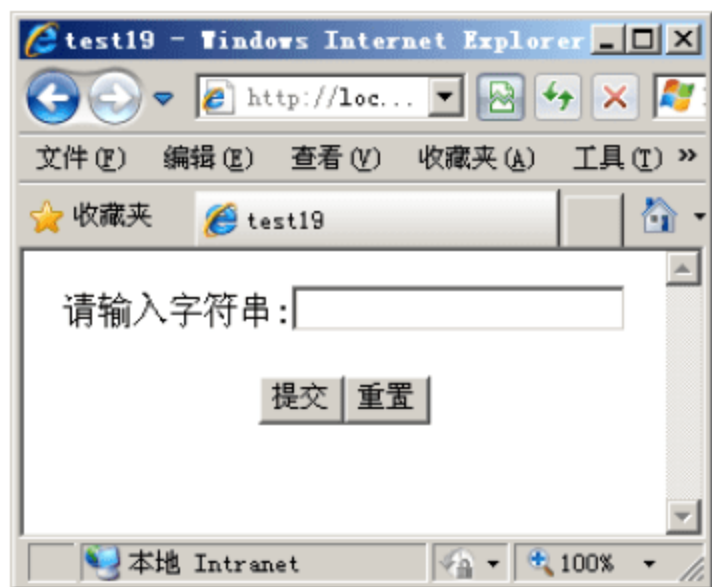 test19 - Windows Internet Explorer
http://loc...
文件(F) 编辑(E) 查看(V) 收藏夹(A) 工具(T) »
收藏夹 test19
请输入字符串:
提交 重置
本地 Intranet 100%